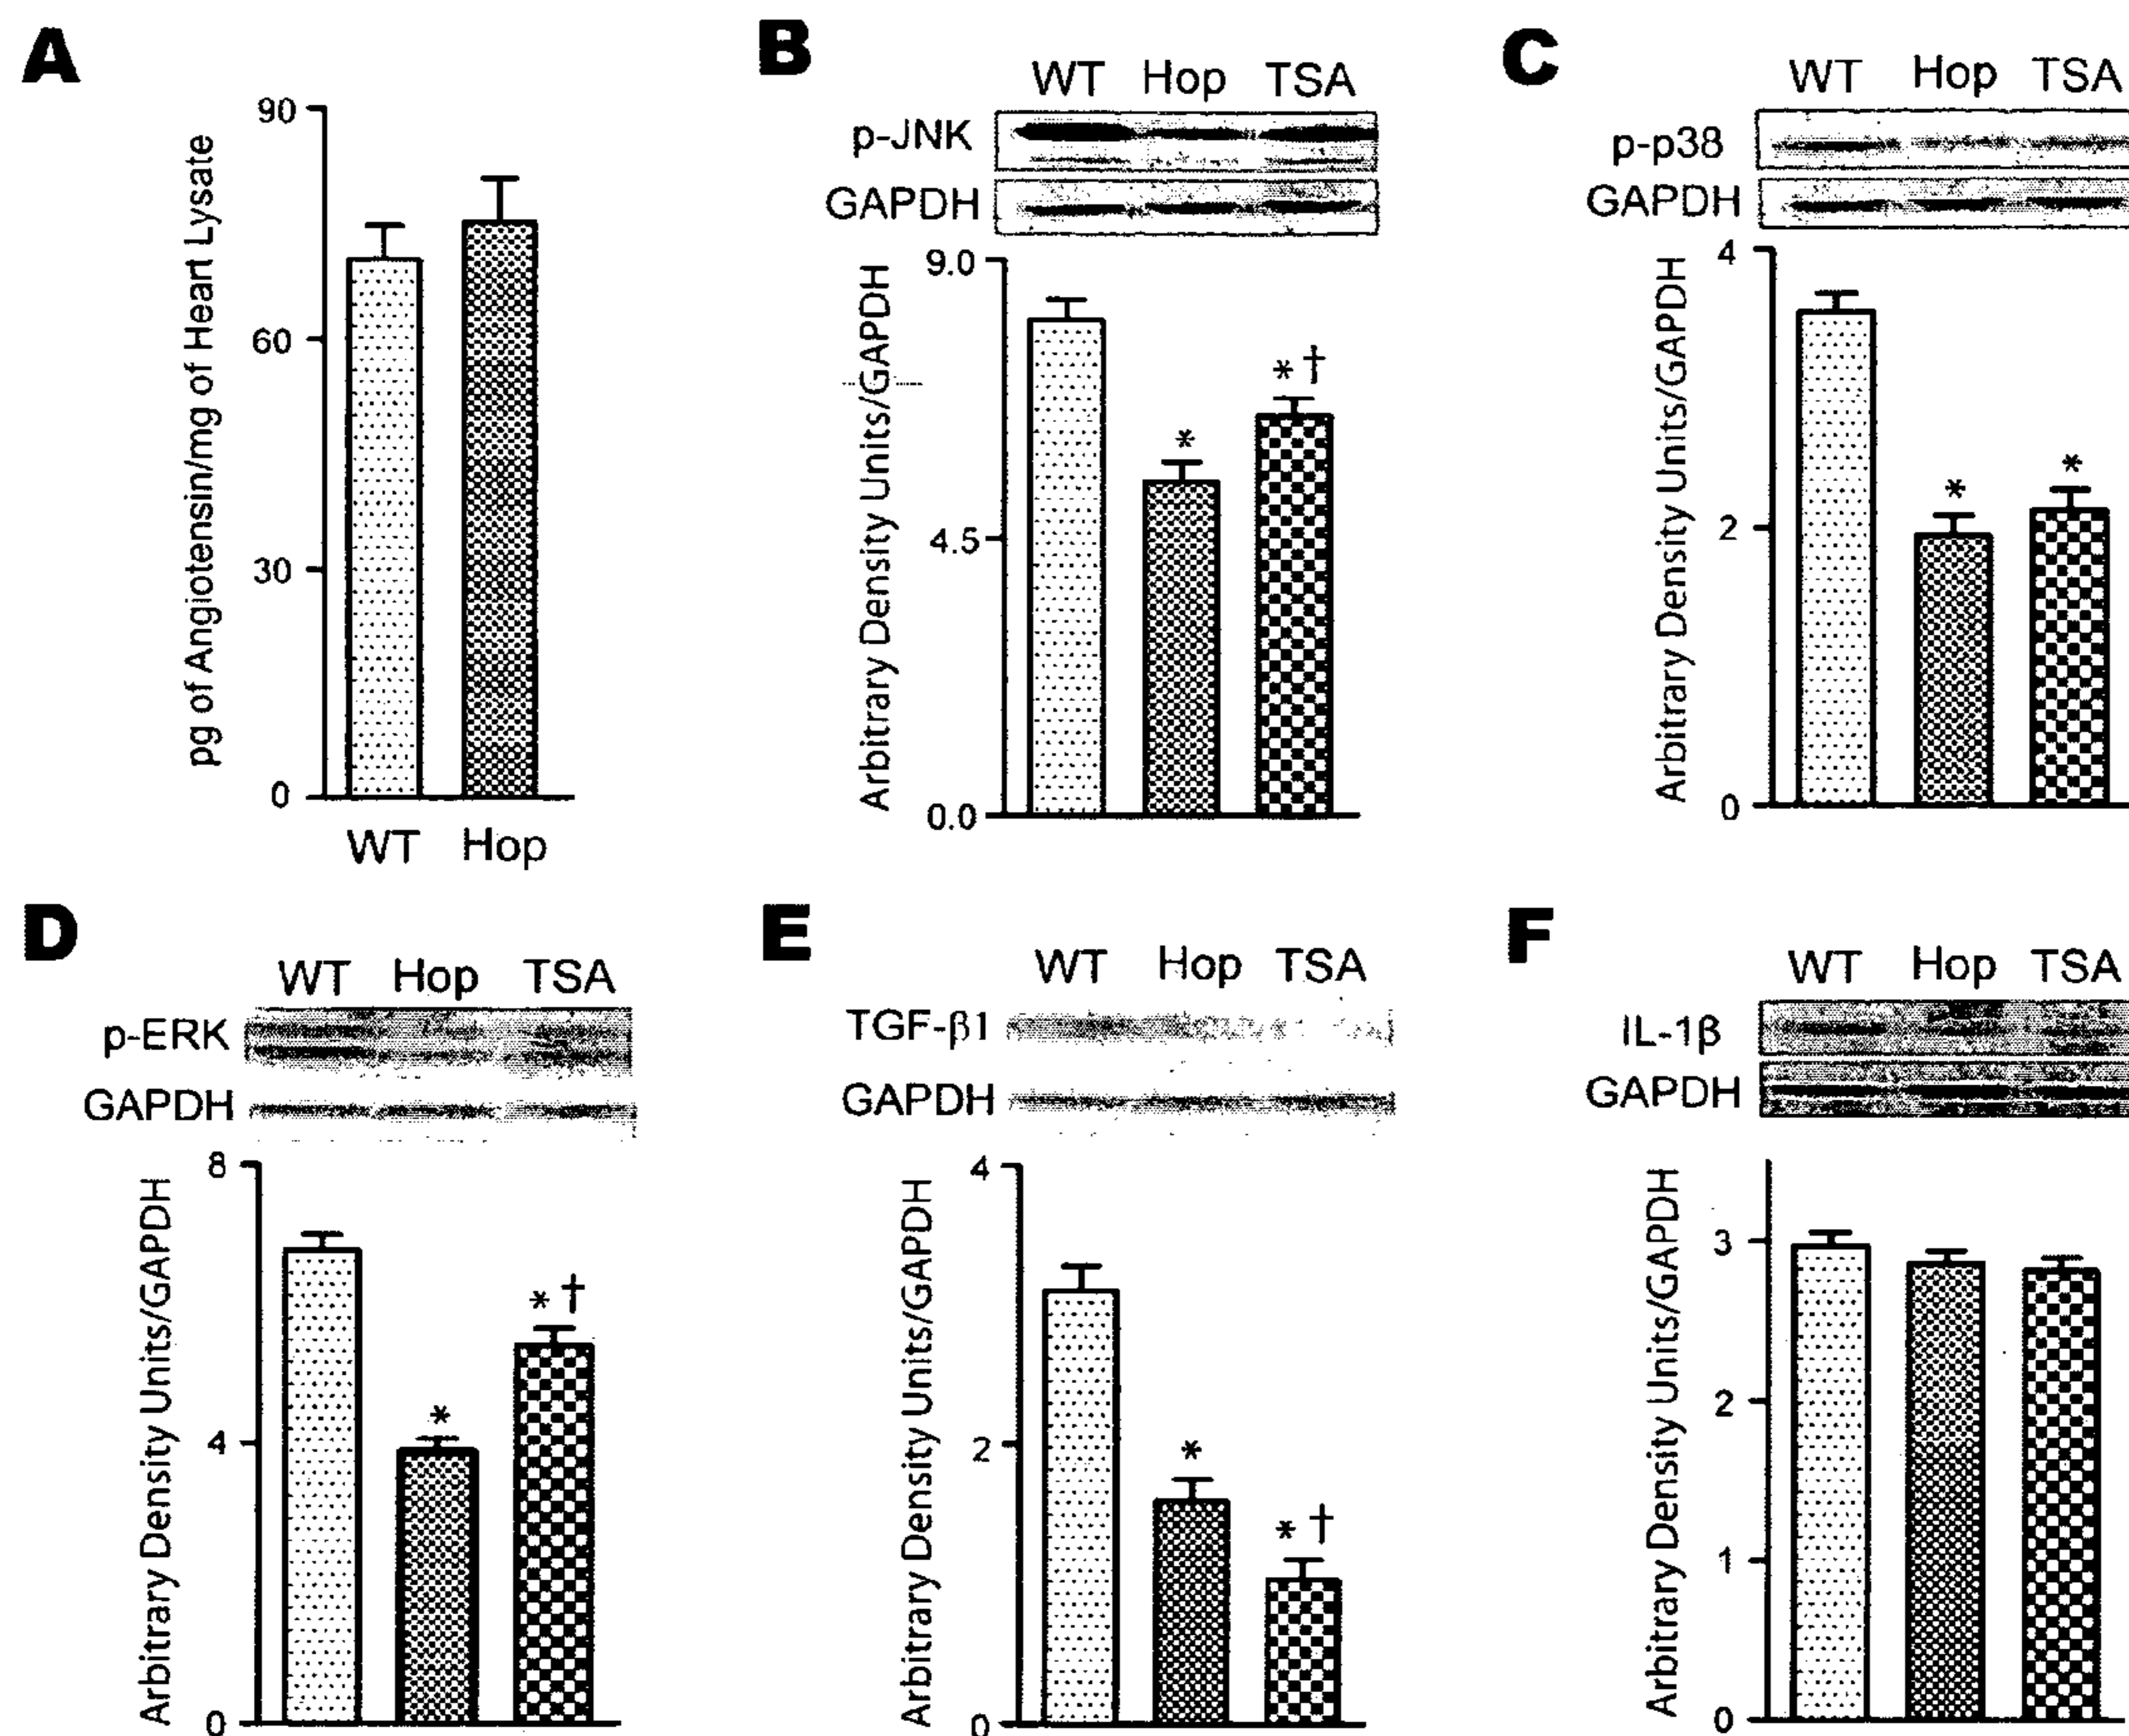 A
pg of Angiotensin/mg of Heart Lysate
90
60
30
0
WT Hop
B
WT Hop TSA
p-JNK
GAPDH
Arbitrary Density Units/GAPDH
9.0
4.5
0.0
*
* †
C
WT Hop TSA
p-p38
GAPDH
Arbitrary Density Units/GAPDH
4
2
0
*
*
D
WT Hop TSA
p-ERK
GAPDH
Arbitrary Density Units/GAPDH
8
4
0
*
* †
E
WT Hop TSA
TGF-β1
GAPDH
Arbitrary Density Units/GAPDH
4
2
0
*
* †
F
WT Hop TSA
IL-1β
GAPDH
Arbitrary Density Units/GAPDH
3
2
1
0